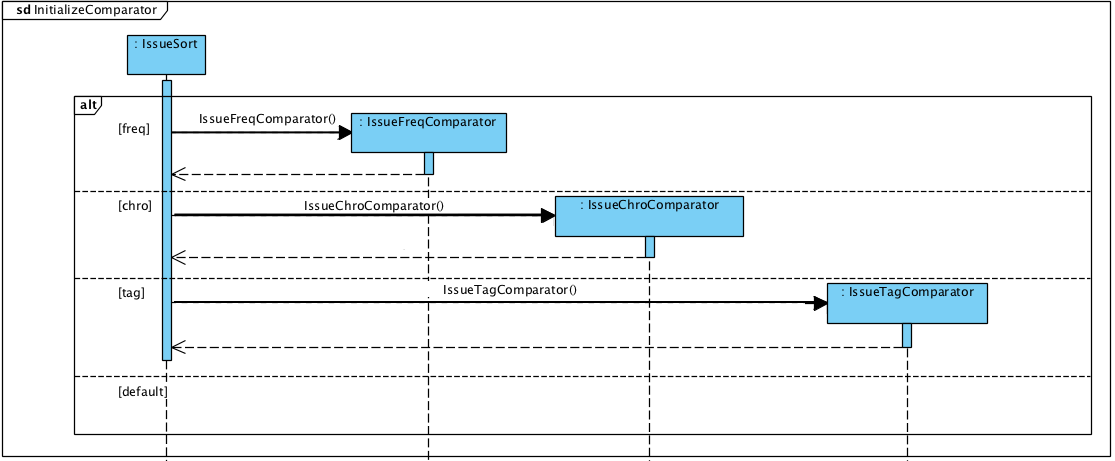 sd InitializeComparator
: IssueSort
alt
[freq]
IssueFreqComparator()
: IssueFreqComparator
[chro]
IssueChroComparator()
: IssueChroComparator
[tag]
IssueTagComparator()
: IssueTagComparator
[default]